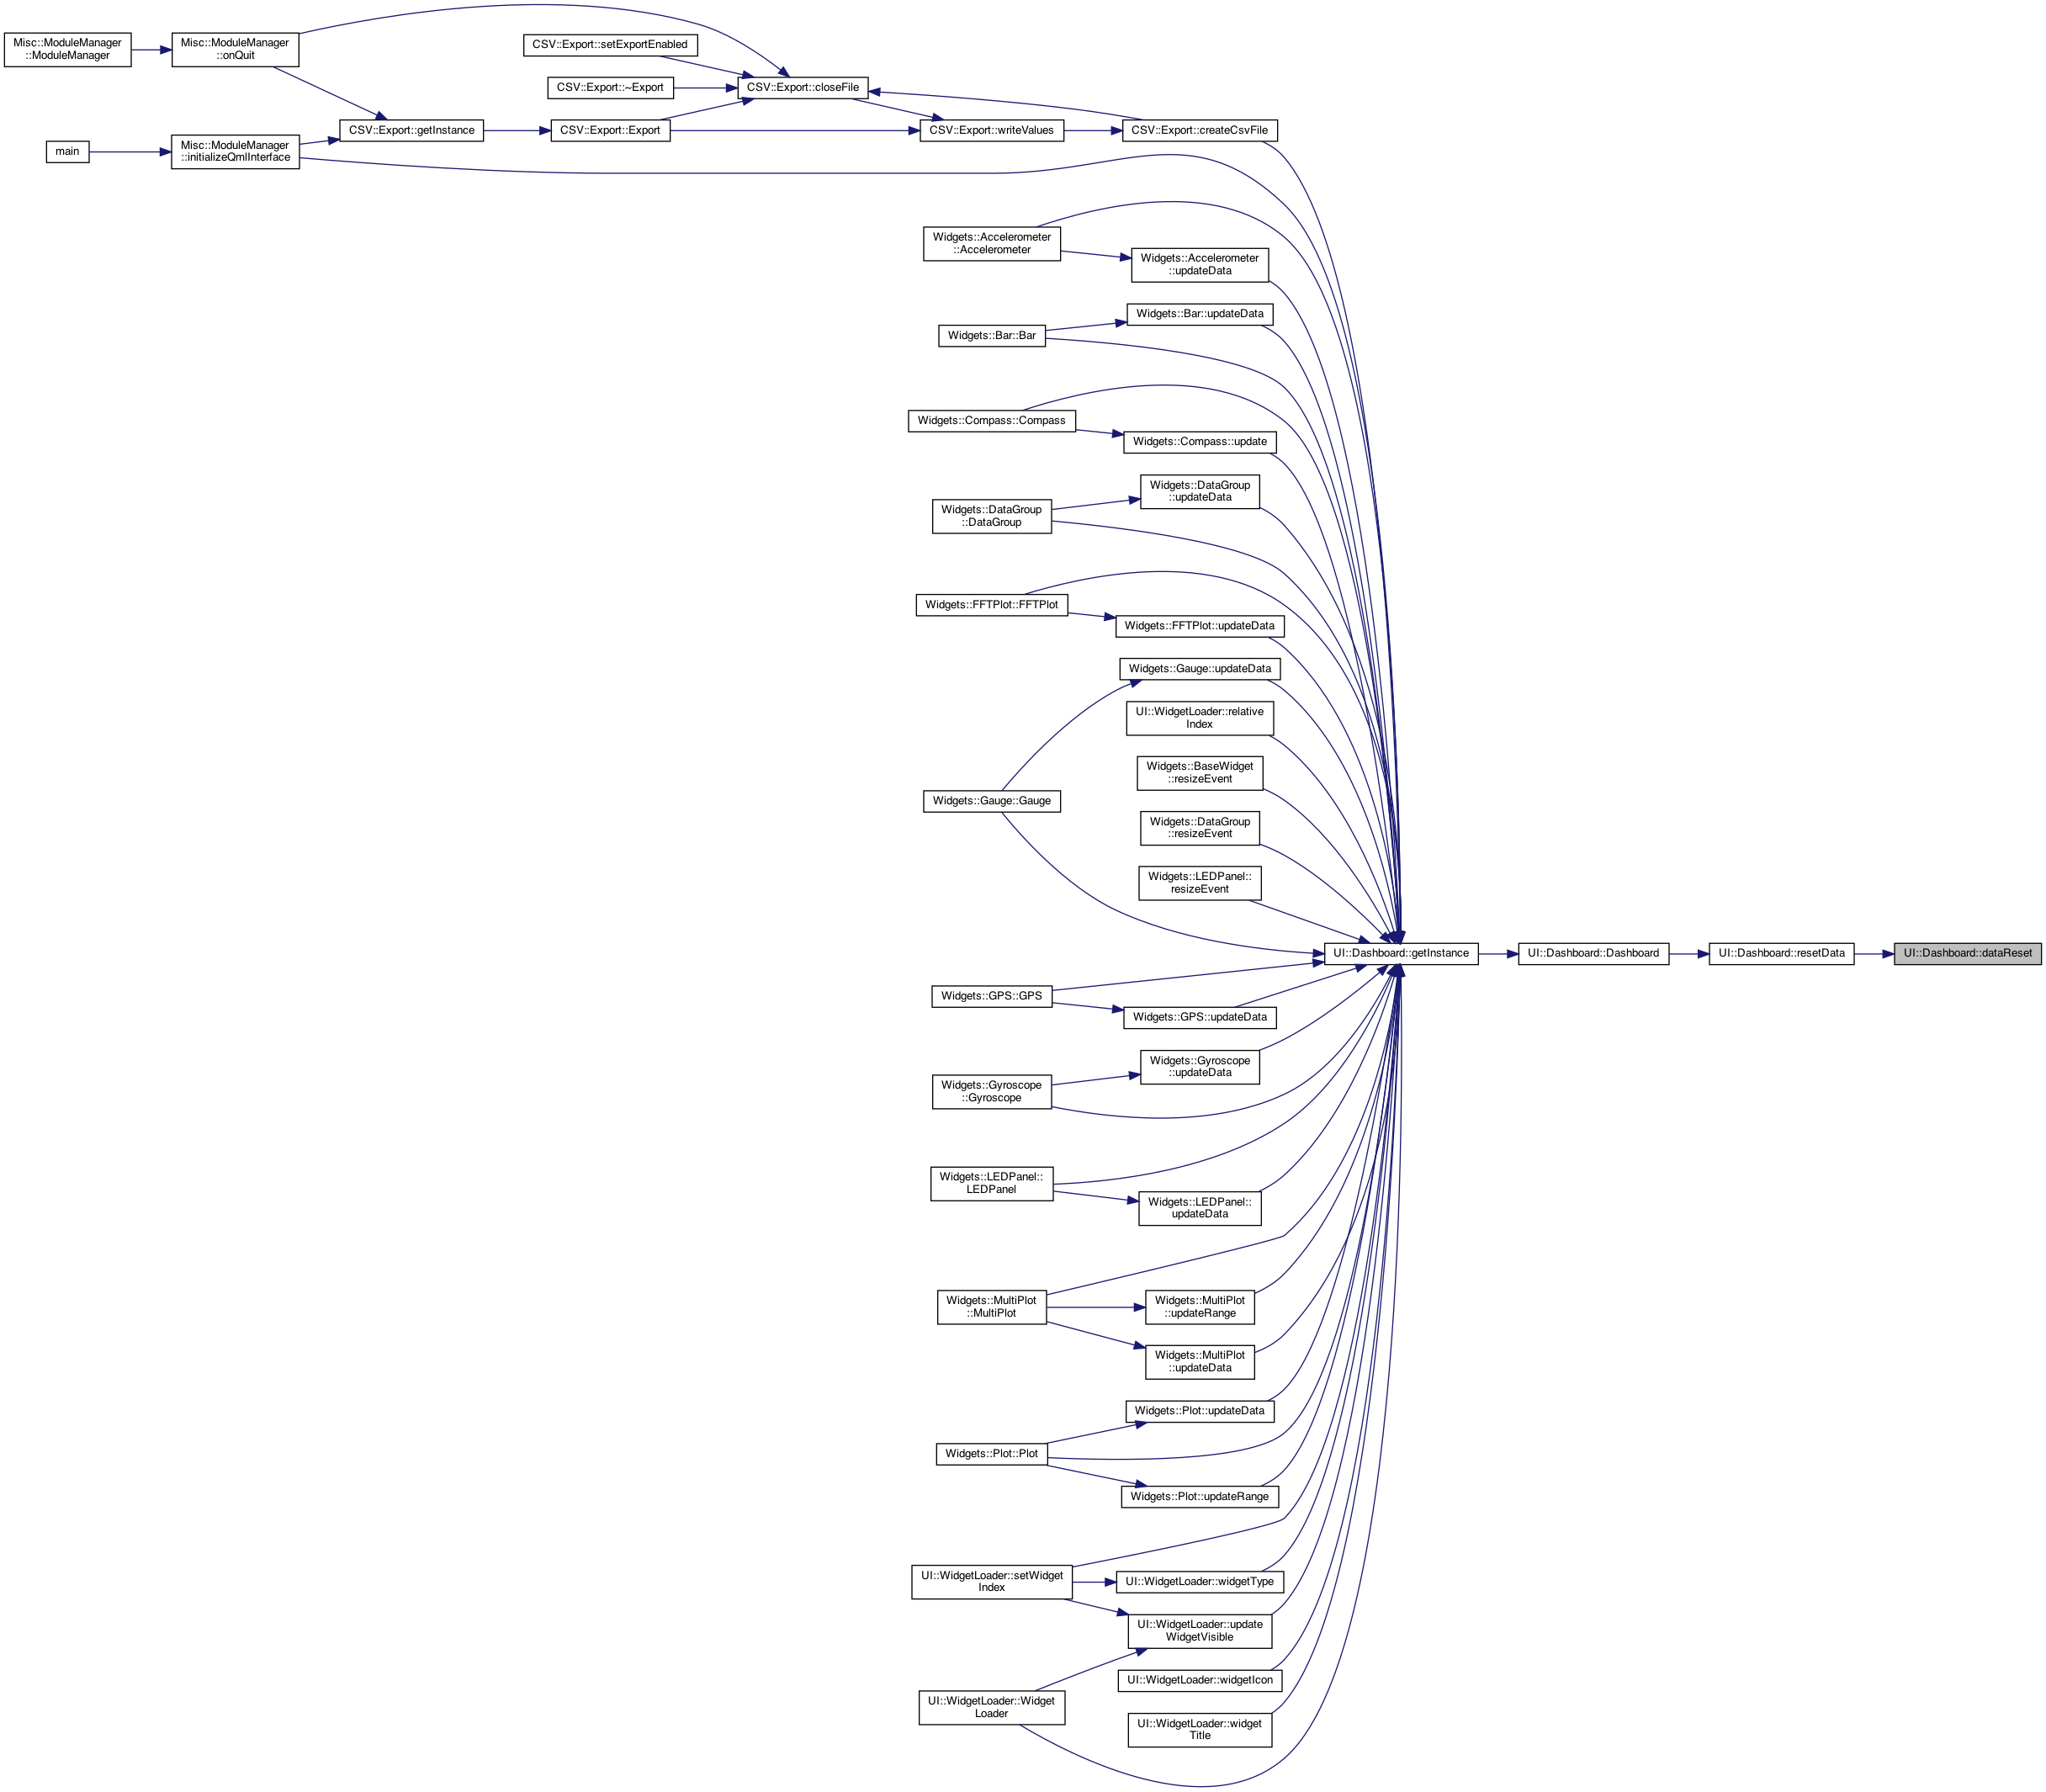 Misc::ModuleManager
::ModuleManager
Misc::ModuleManager
::onQuit
CSV::Export::setExportEnabled
CSV::Export::~Export
CSV::Export::closeFile
CSV::Export::getInstance
CSV::Export::Export
CSV::Export::writeValues
CSV::Export::createCsvFile
main
Misc::ModuleManager
::initializeQmlInterface
Widgets::Accelerometer
::Accelerometer
Widgets::Accelerometer
::updateData
Widgets::Bar::updateData
Widgets::Bar::Bar
Widgets::Compass::Compass
Widgets::Compass::update
Widgets::DataGroup
::updateData
Widgets::DataGroup
::DataGroup
Widgets::FFTPlot::FFTPlot
Widgets::FFTPlot::updateData
Widgets::Gauge::updateData
UI::WidgetLoader::relative
Index
Widgets::BaseWidget
::resizeEvent
Widgets::Gauge::Gauge
Widgets::DataGroup
::resizeEvent
Widgets::LEDPanel::
resizeEvent
UI::Dashboard::getInstance
UI::Dashboard::Dashboard
UI::Dashboard::resetData
UI::Dashboard::dataReset
Widgets::GPS::GPS
Widgets::GPS::updateData
Widgets::Gyroscope
::updateData
Widgets::Gyroscope
::Gyroscope
Widgets::LEDPanel::
LEDPanel
Widgets::LEDPanel::
updateData
Widgets::MultiPlot
::MultiPlot
Widgets::MultiPlot
::updateRange
Widgets::MultiPlot
::updateData
Widgets::Plot::updateData
Widgets::Plot::Plot
Widgets::Plot::updateRange
UI::WidgetLoader::setWidget
Index
UI::WidgetLoader::widgetType
UI::WidgetLoader::update
WidgetVisible
UI::WidgetLoader::widgetIcon
UI::WidgetLoader::Widget
Loader
UI::WidgetLoader::widget
Title